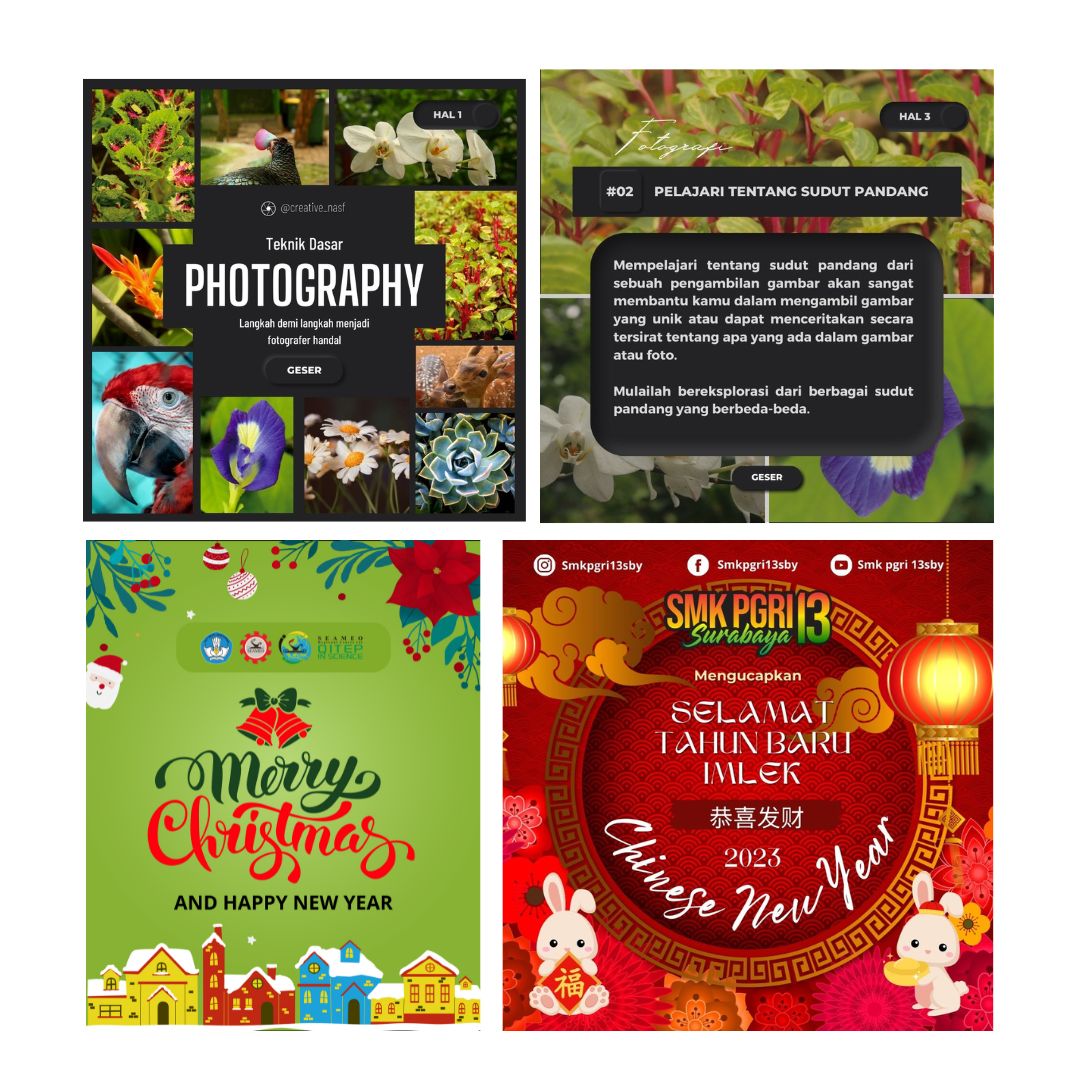 HAL 1
@creative_nasf
Teknik Dasar
PHOTOGRAPHY
Langkah demi langkah menjadi
fotografer handal
GESER
HAL 3
Fotografi
#02 PELAJARI TENTANG SUDUT PANDANG
Mempelajari tentang sudut pandang dari
sebuah pengambilan gambar akan sangat
membantu kamu dalam mengambil gambar
yang unik atau dapat menceritakan secara
tersirat tentang apa yang ada dalam gambar
atau foto.
Mulailah bereksplorasi dari berbagai sudut
pandang yang berbeda-beda.
GESER
SEAMEO
QITEP
IN SCIENCE
Merry
Christmas
AND HAPPY NEW YEAR
Smkpgri13sby Smkpgri13sby Smk pgri 13sby
SMK PGRI 13
Surabaya
Mengucapkan
SELAMAT
TAHUN BARU
IMLEK
恭喜发财
2023
Chinese New Year
福